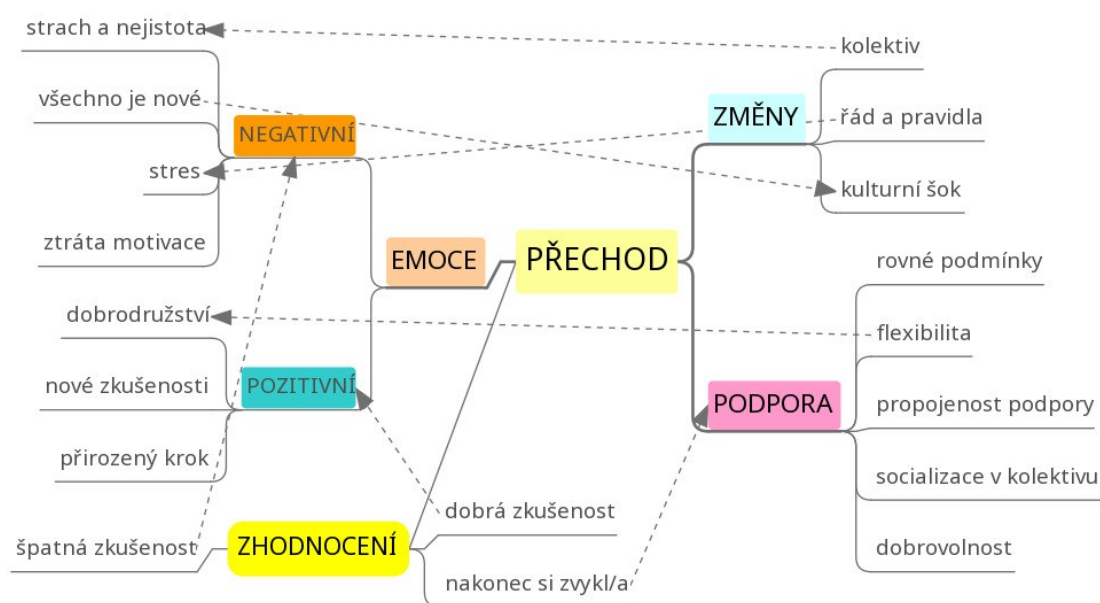 strach a nejistota
všechno je nové
NEGATIVNÍ
stres
ztráta motivace
EMOCE
dobrodružství
nové zkušenosti
POZITIVNÍ
přirozený krok
špatná zkušenost
ZHODNOCENÍ
dobrá zkušenost
nakonec si zvykl/a
PŘECHOD
kolektiv
ZMĚNY
řád a pravidla
kulturní šok
rovné podmínky
flexibilita
PODPORA
propojenost podpory
socializace v kolektivu
dobrovolnost